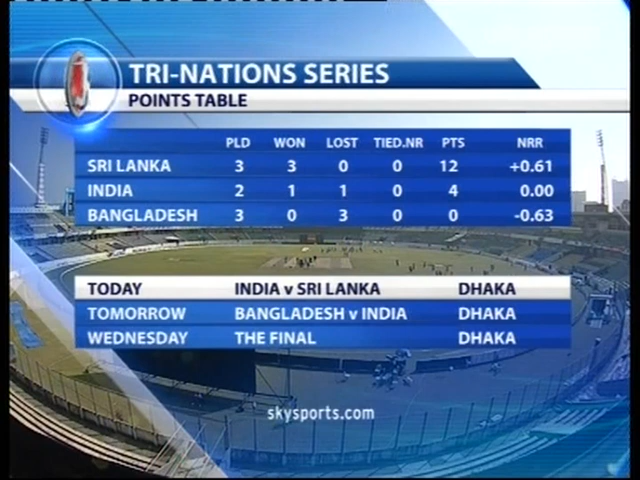 TRI-NATIONS SERIES
POINTS TABLE
PLD WON LOST TIED.NR PTS NRR
SRI LANKA 3 3 0 0 12 +0.61
INDIA 2 1 1 0 4 0.00
BANGLADESH 3 0 3 0 0 -0.63
TODAY INDIA v SRI LANKA DHAKA
TOMORROW BANGLADESH v INDIA DHAKA
WEDNESDAY THE FINAL DHAKA
skysports.com